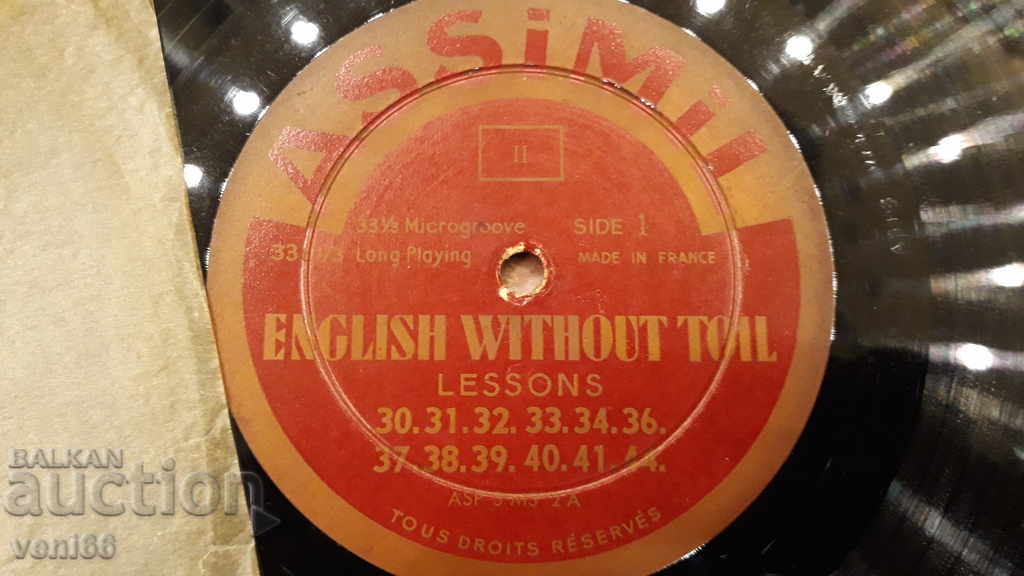 ASSiMiL
II
33⅓ Microgroove SIDE 1
Long Playing MADE IN FRANCE
ENGLISH WITHOUT TOIL
LESSONS
30.31.32. 33.34.36.
37.38.39. 40.41.44.
TOUS DROITS RÉSERVÉS
BALKAN
auction
voni66